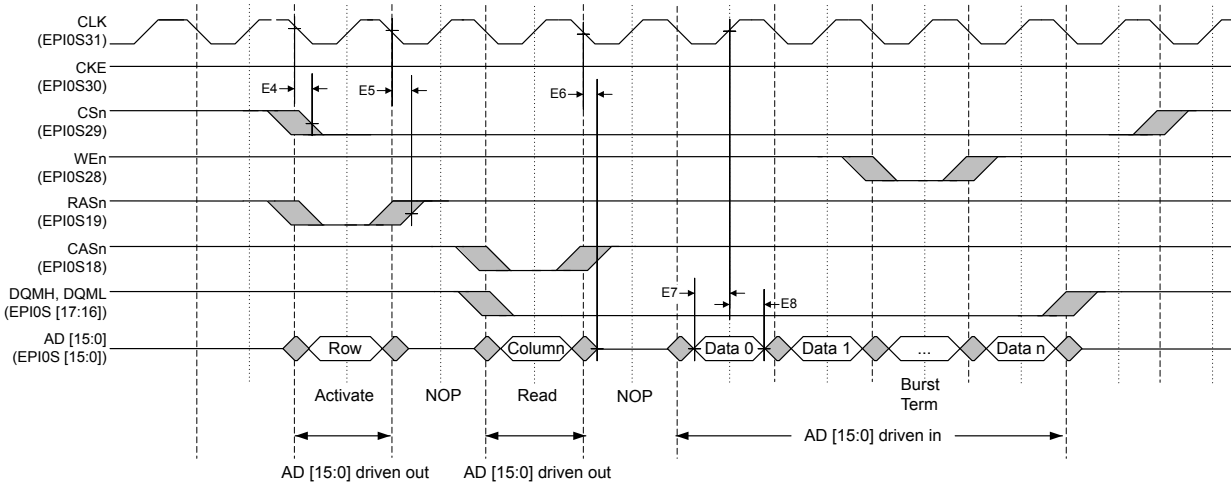 CLK
(EPI0S31)
CKE
(EPI0S30)
E4
E5
E6
CSn
(EPI0S29)
WEn
(EPI0S28)
RASn
(EPI0S19)
CASn
(EPI0S18)
DQMH, DQML
(EPI0S [17:16])
E7
E8
AD [15:0]
(EPI0S [15:0])
Row
Column
Data 0
Data 1
...
Data n
Activate
NOP
Read
NOP
Burst
Term
AD [15:0] driven in
AD [15:0] driven out
AD [15:0] driven out